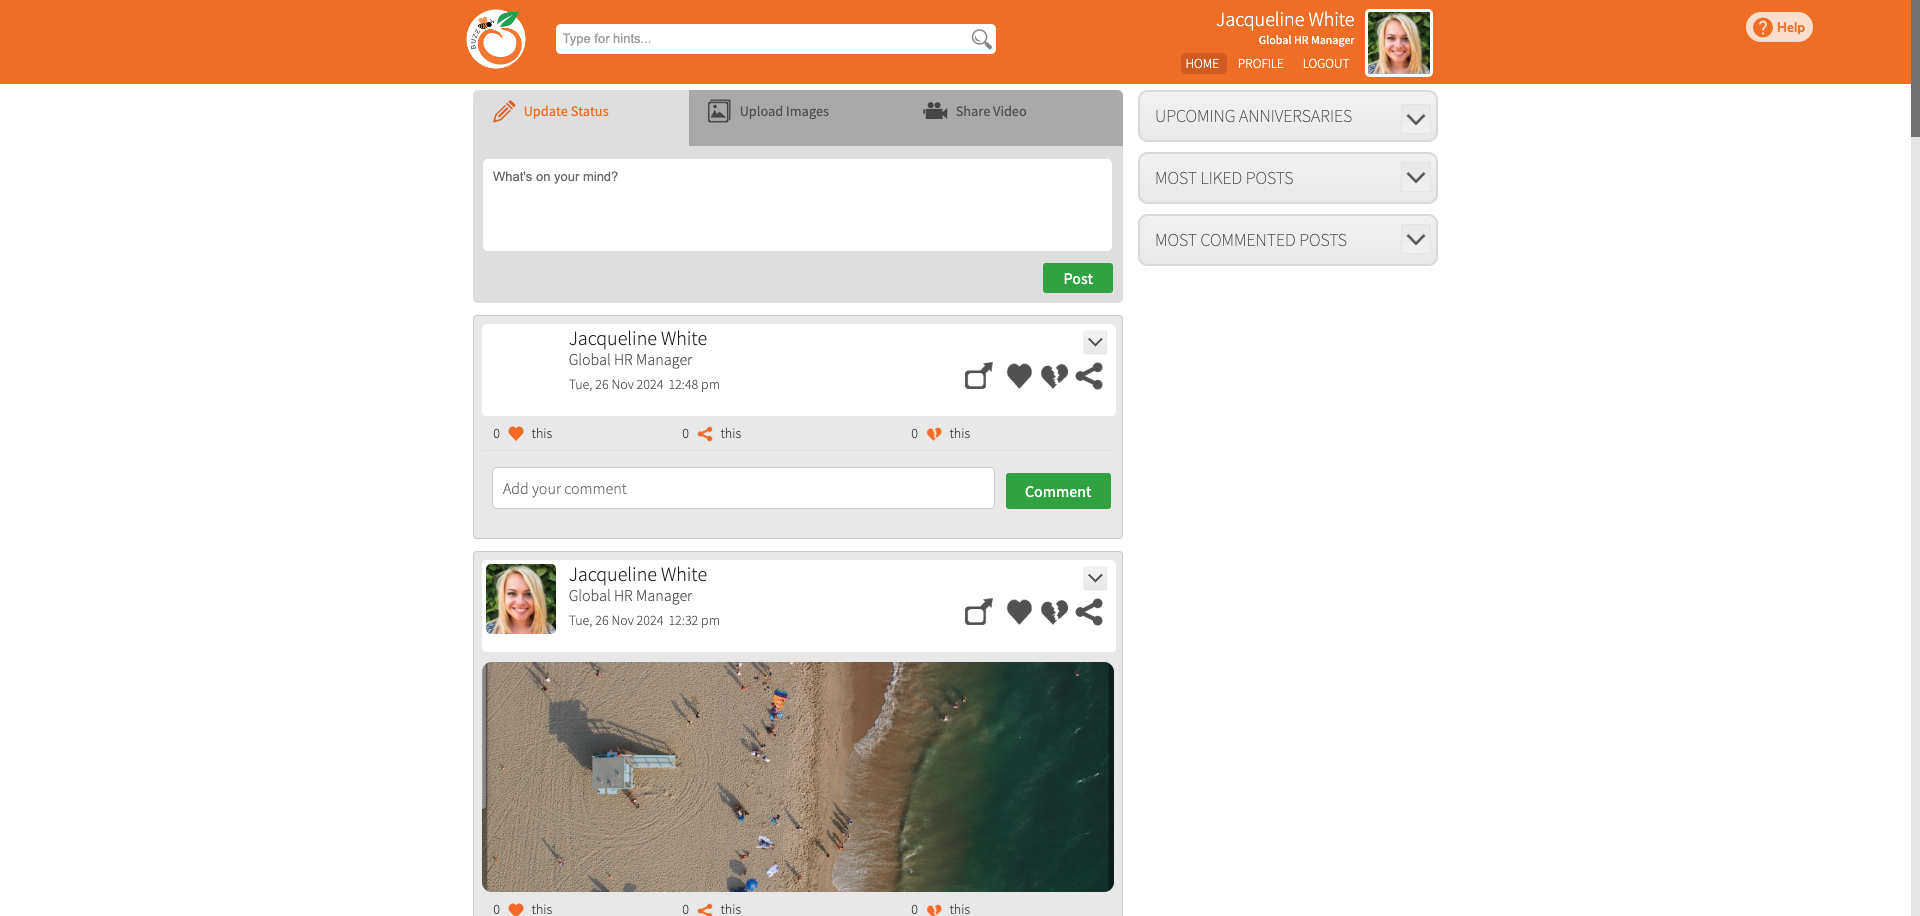 BUZZ
Type for hints...
Jacqueline White
Global HR Manager
HOME PROFILE LOGOUT
Help
Update Status
Upload Images
Share Video
What's on your mind?
Post
UPCOMING ANNIVERSARIES
MOST LIKED POSTS
MOST COMMENTED POSTS
Jacqueline White
Global HR Manager
Tue, 26 Nov 2024 12:48 pm
0 this 0 this 0 this
Add your comment
Comment
Jacqueline White
Global HR Manager
Tue, 26 Nov 2024 12:32 pm
0 this 0 this 0 this